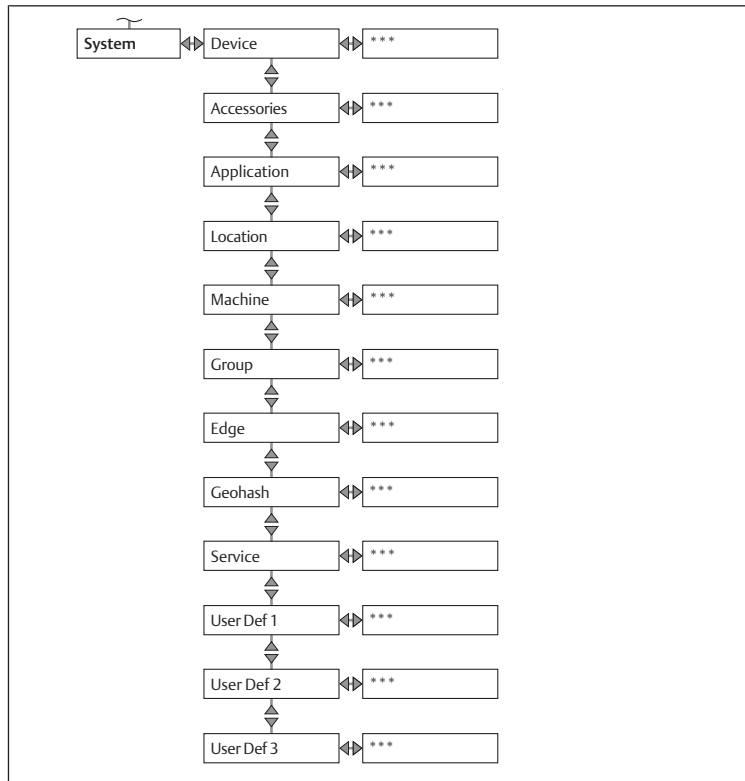 System Device ***
Accessories ***
Application ***
Location ***
Machine ***
Group ***
Edge ***
Geohash ***
Service ***
User Def 1 ***
User Def 2 ***
User Def 3 ***